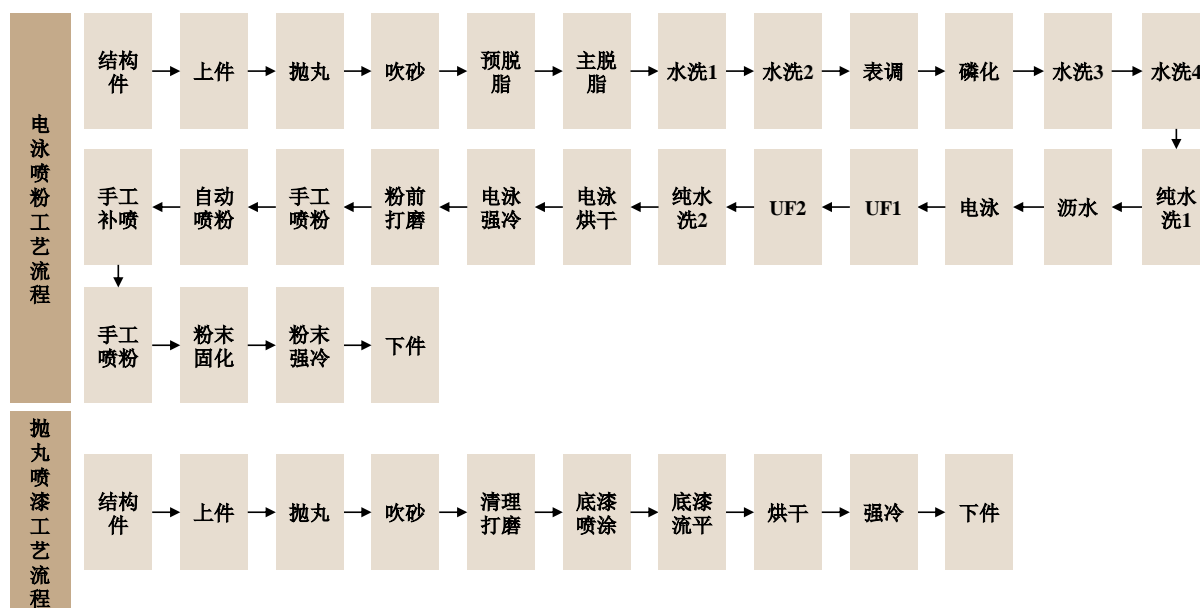 电泳喷粉工艺流程
结构
件
上件
抛丸
吹砂
预脱
脂
主脱
脂
水洗1
水洗2
表调
磷化
水洗3
水洗4
手工
补喷
自动
喷粉
手工
喷粉
粉前
打磨
电泳
强冷
电泳
烘干
纯水
洗2
UF2
UF1
电泳
沥水
纯水
洗1
手工
喷粉
粉末
固化
粉末
强冷
下件
抛丸喷漆工艺流程
结构
件
上件
抛丸
吹砂
清理
打磨
底漆
喷涂
底漆
流平
烘干
强冷
下件